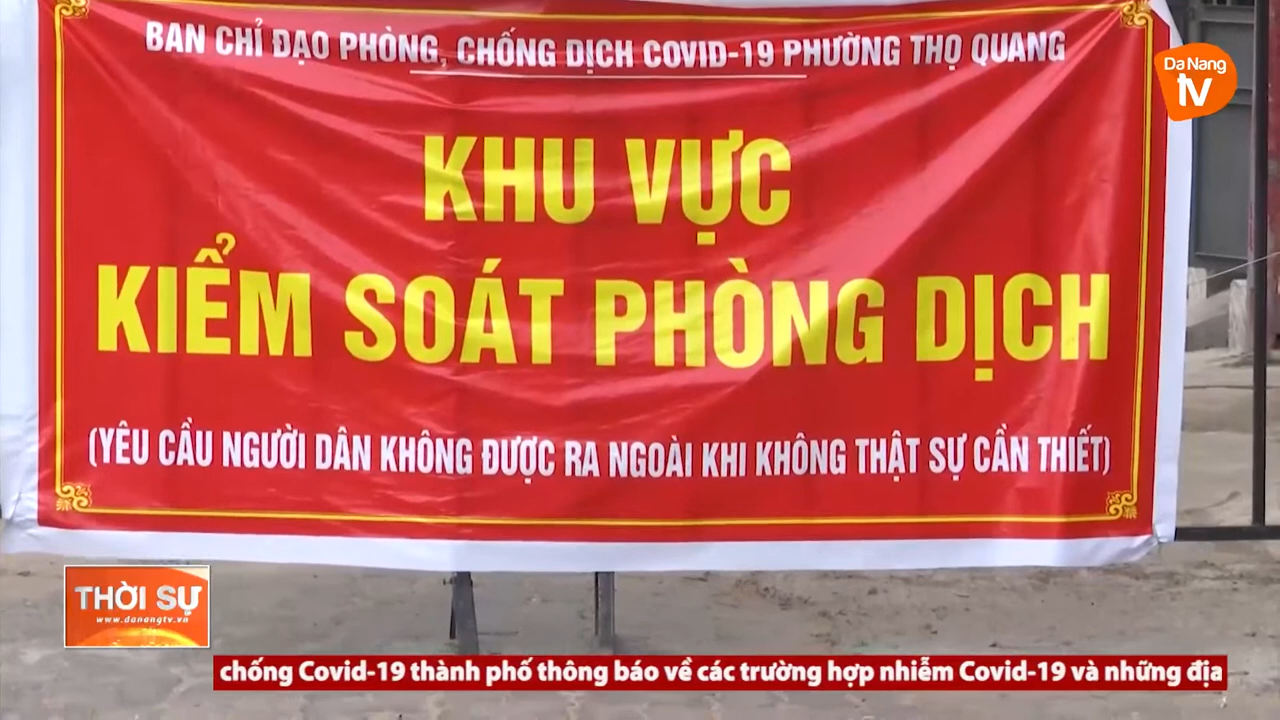 BAN CHỈ ĐẠO PHÒNG, CHỐNG DỊCH COVID-19 PHƯỜNG THỌ QUANG
Da Nang
tv
KHU VỰC
KIỂM SOÁT PHÒNG DỊCH
(YÊU CẦU NGƯỜI DÂN KHÔNG ĐƯỢC RA NGOÀI KHI KHÔNG THẬT SỰ CẦN THIẾT)
THỜI SỰ
www.danangtv.vn
chống Covid-19 thành phố thông báo về các trường hợp nhiễm Covid-19 và những địa